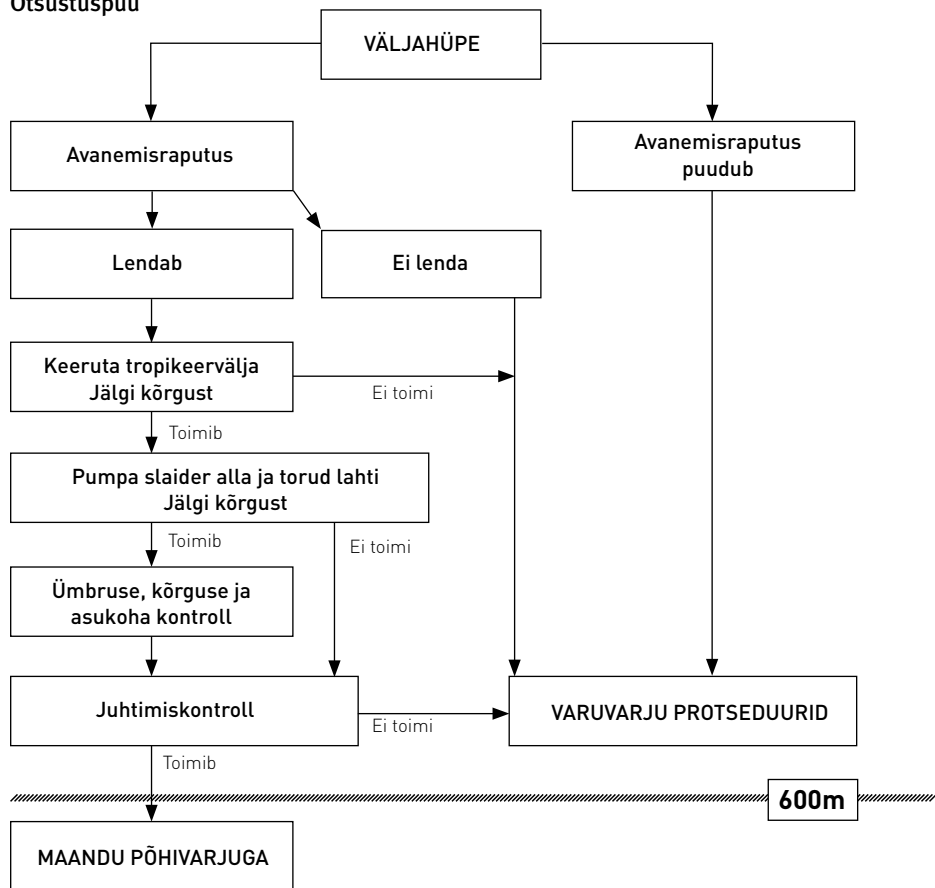 Otsustuspuu
VÄLJAHÜPE
Avanemisraputus
Avanemisraputus
puudub
Lendab
Ei lenda
Keeruta tropikeervälja
Jälgi kõrgust
Ei toimi
Toimib
Pumpa slaider alla ja torud lahti
Jälgi kõrgust
Toimib
Ei toimi
Ümbruse, kõrguse ja
asukoha kontroll
Juhtimiskontroll
Ei toimi
VARUVARJU PROTSEDUURID
Toimib
600m
MAANDU PÕHIVARJUGA